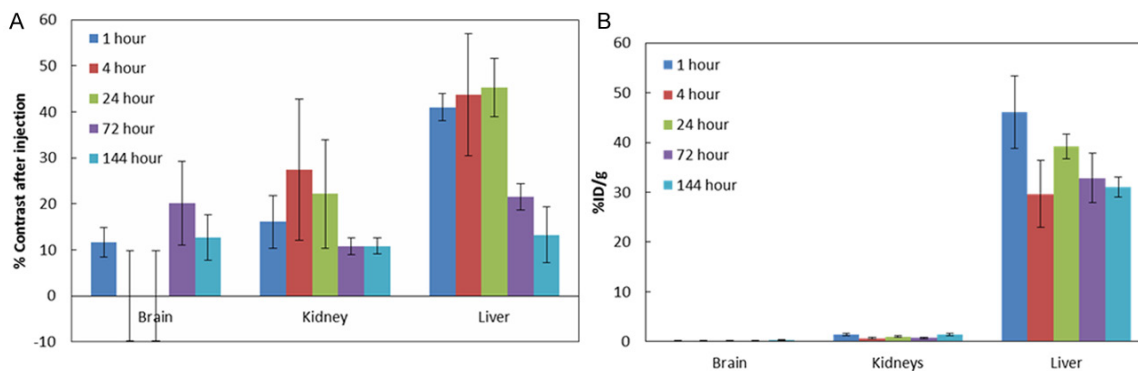 A
% Contrast after injection
60
50
40
30
20
10
0
-10
1 hour
4 hour
24 hour
72 hour
144 hour
Brain
Kidney
Liver
B
%ID/g
60
50
40
30
20
10
0
1 hour
4 hour
24 hour
72 hour
144 hour
Brain
Kidneys
Liver